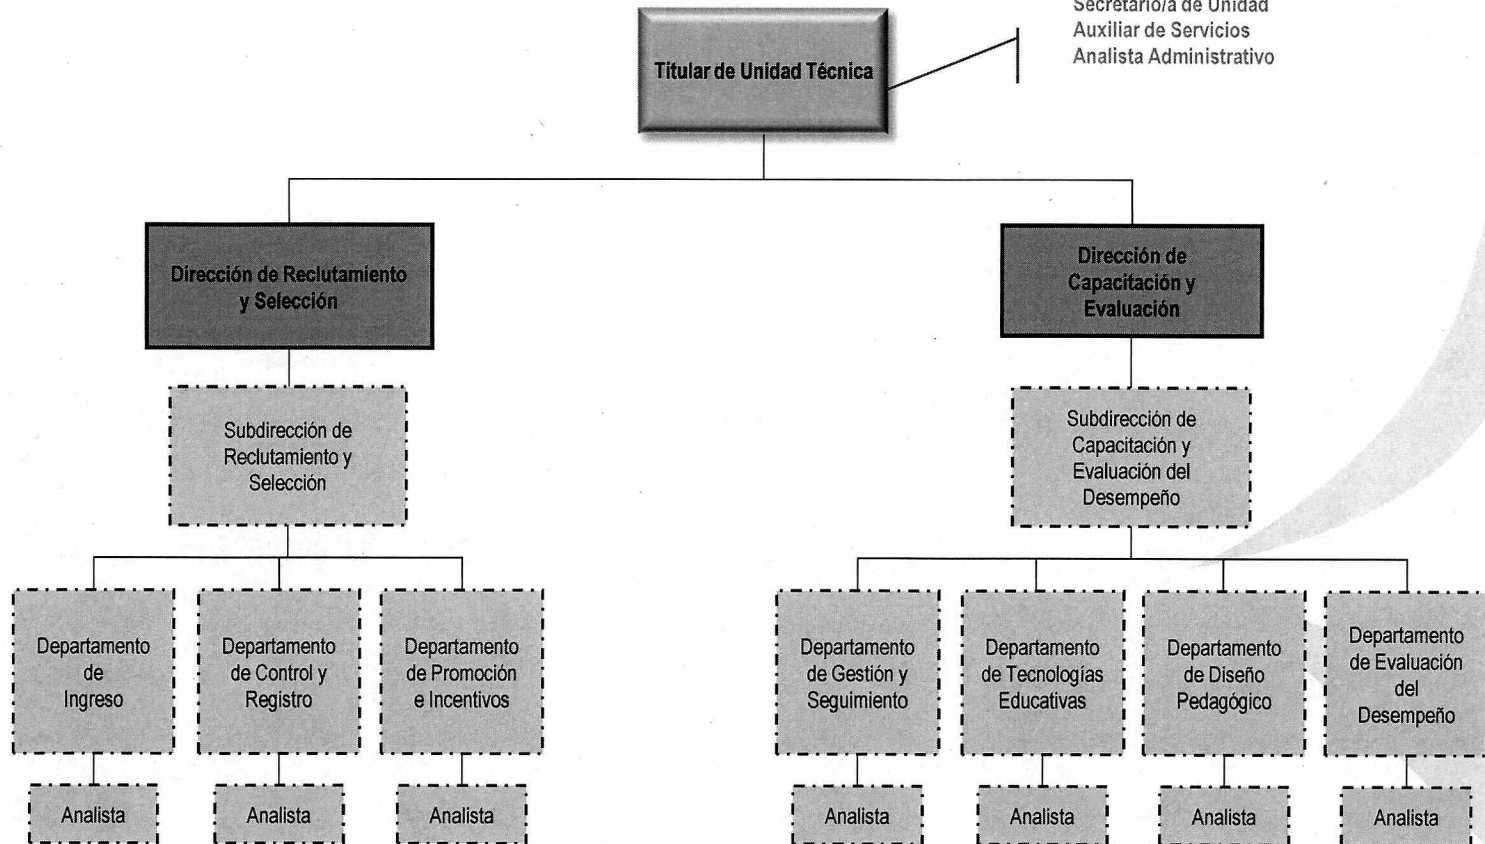 Secretario/a de Unidad
Auxiliar de Servicios
Analista Administrativo
Titular de Unidad Técnica
Dirección de Reclutamiento
y Selección
Dirección de
Capacitación y
Evaluación
Subdirección de
Reclutamiento y
Selección
Subdirección de
Capacitación y
Evaluación del
Desempeño
Departamento
de
Ingreso
Departamento
de Control y
Registro
Departamento
de Promoción
e Incentivos
Departamento
de Gestión y
Seguimiento
Departamento
de Tecnologías
Educativas
Departamento
de Diseño
Pedagógico
Departamento
de Evaluación
del
Desempeño
Analista
Analista
Analista
Analista
Analista
Analista
Analista